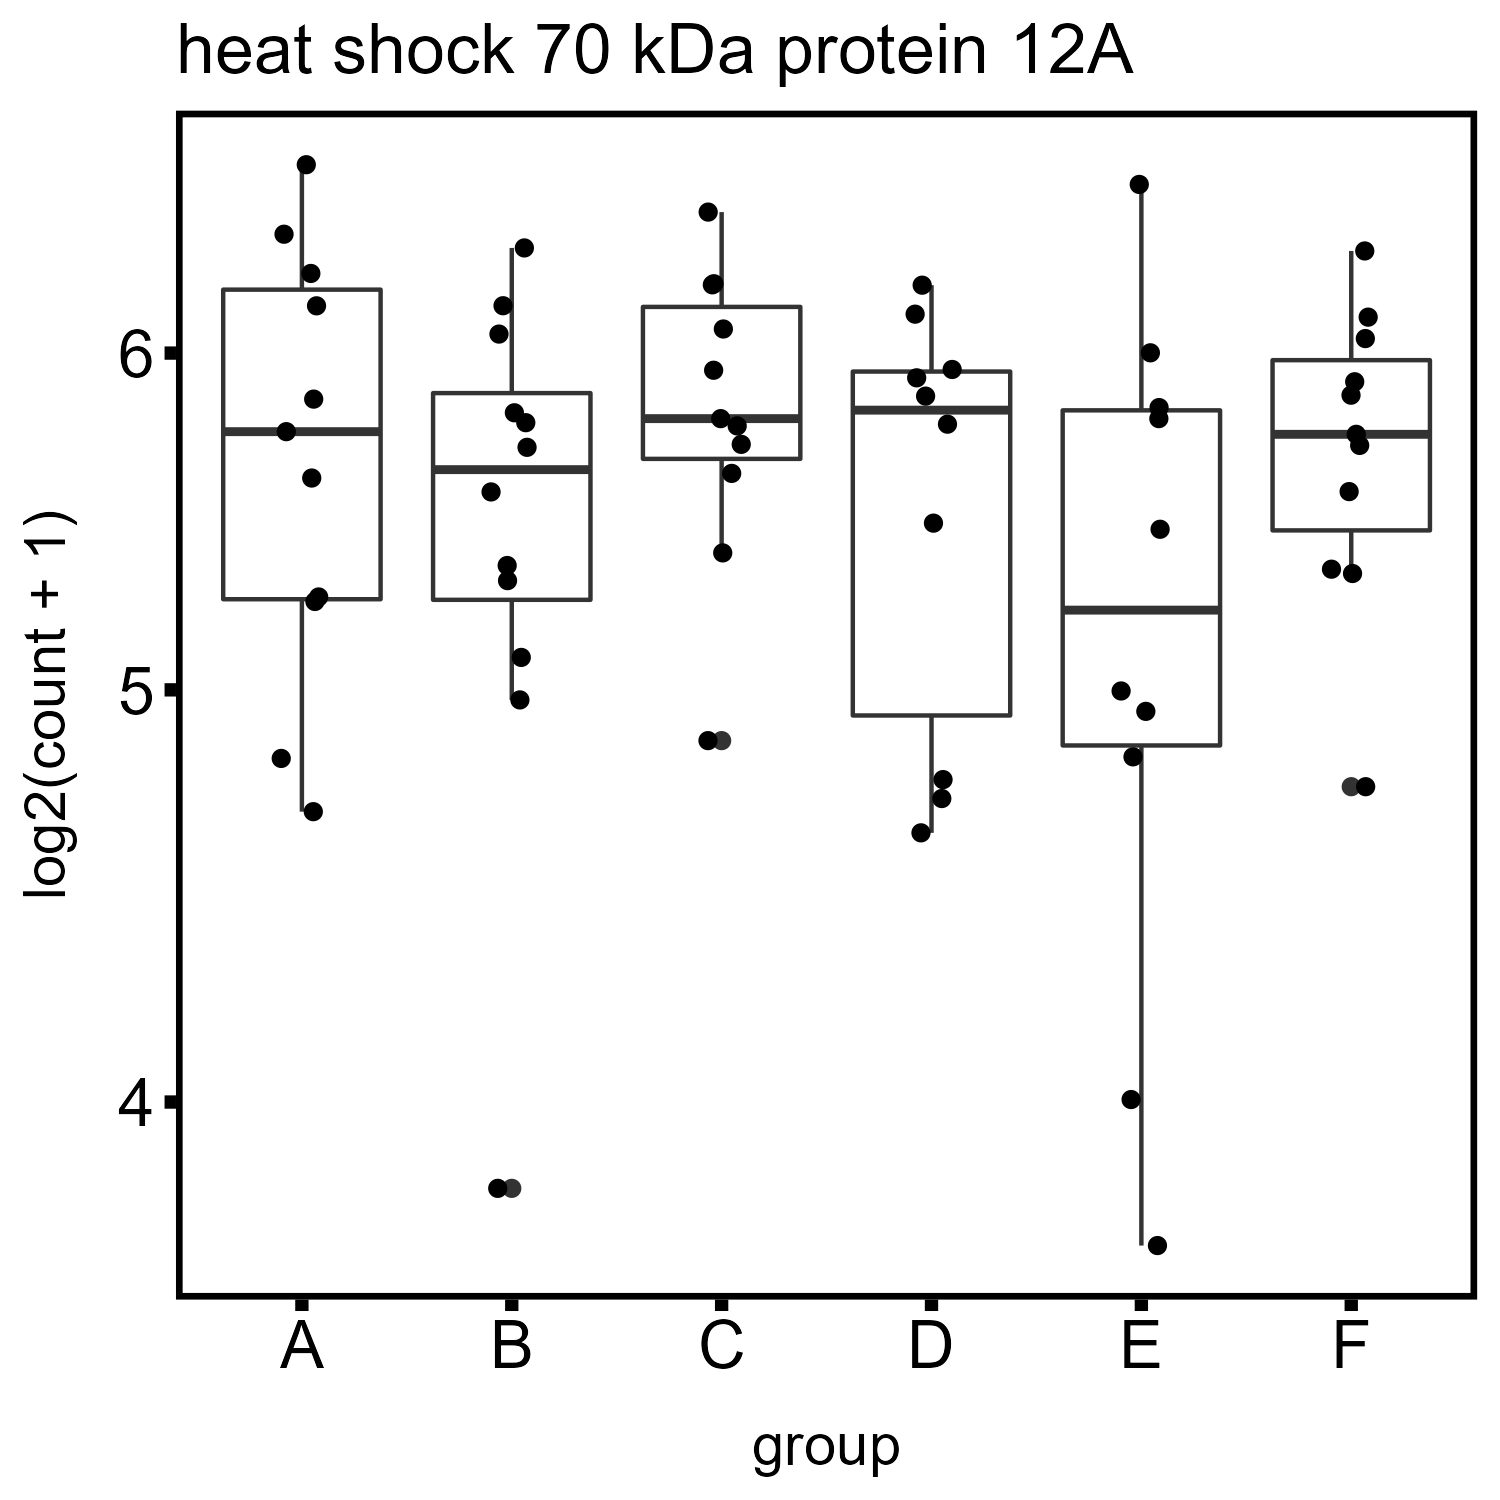 heat shock 70 kDa protein 12A
log2(count + 1)
6
5
4
A B C D E F
group